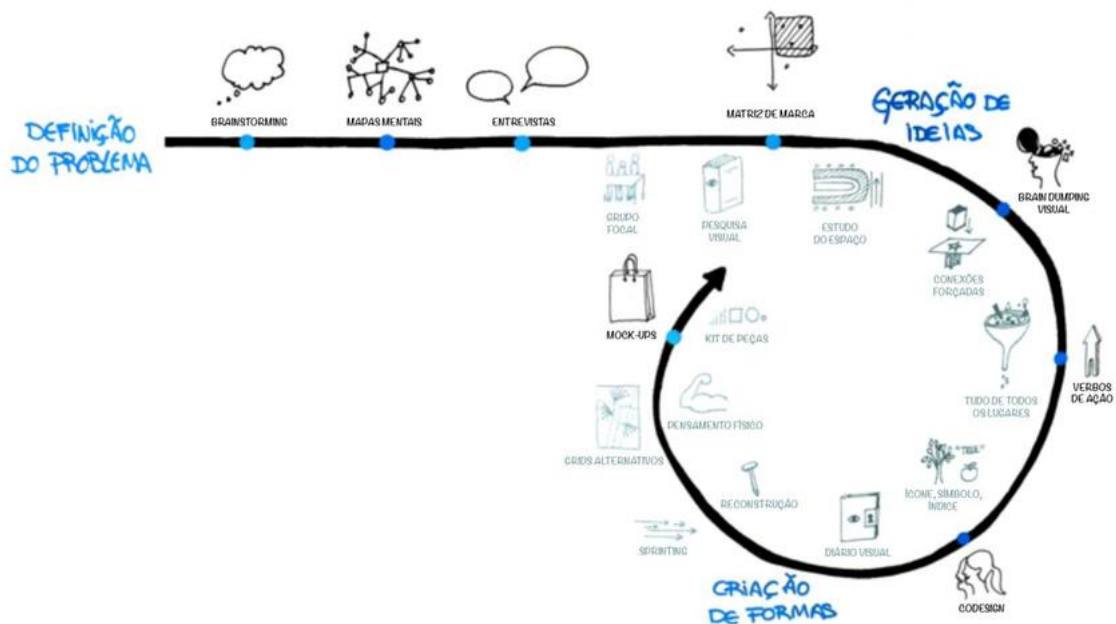 DEFINIÇÃO
DO PROBLEMA
BRAINSTORMING
MAPAS MENTAIS
ENTREVISTAS
MATRIZ DE MARCA
GERAÇÃO DE
IDEIAS
BRAIN DUMPING
VISUAL
GRUPO
FOCAL
PESQUISA
VISUAL
ESTUDO
DO ESPAÇO
CONEXÕES
FORÇADAS
MOCK-UPS
KIT DE PEÇAS
TUDO DE TODOS
OS LUGARES
VERBOS
DE AÇÃO
PENSAMENTO FÍSICO
GRIDS ALTERNATIVOS
"TREE"
ÍCONE, SÍMBOLO,
ÍNDICE
RECONSTRUÇÃO
SPRINTING
DIÁRIO VISUAL
CODESIGN
CRIAÇÃO
DE FORMAS